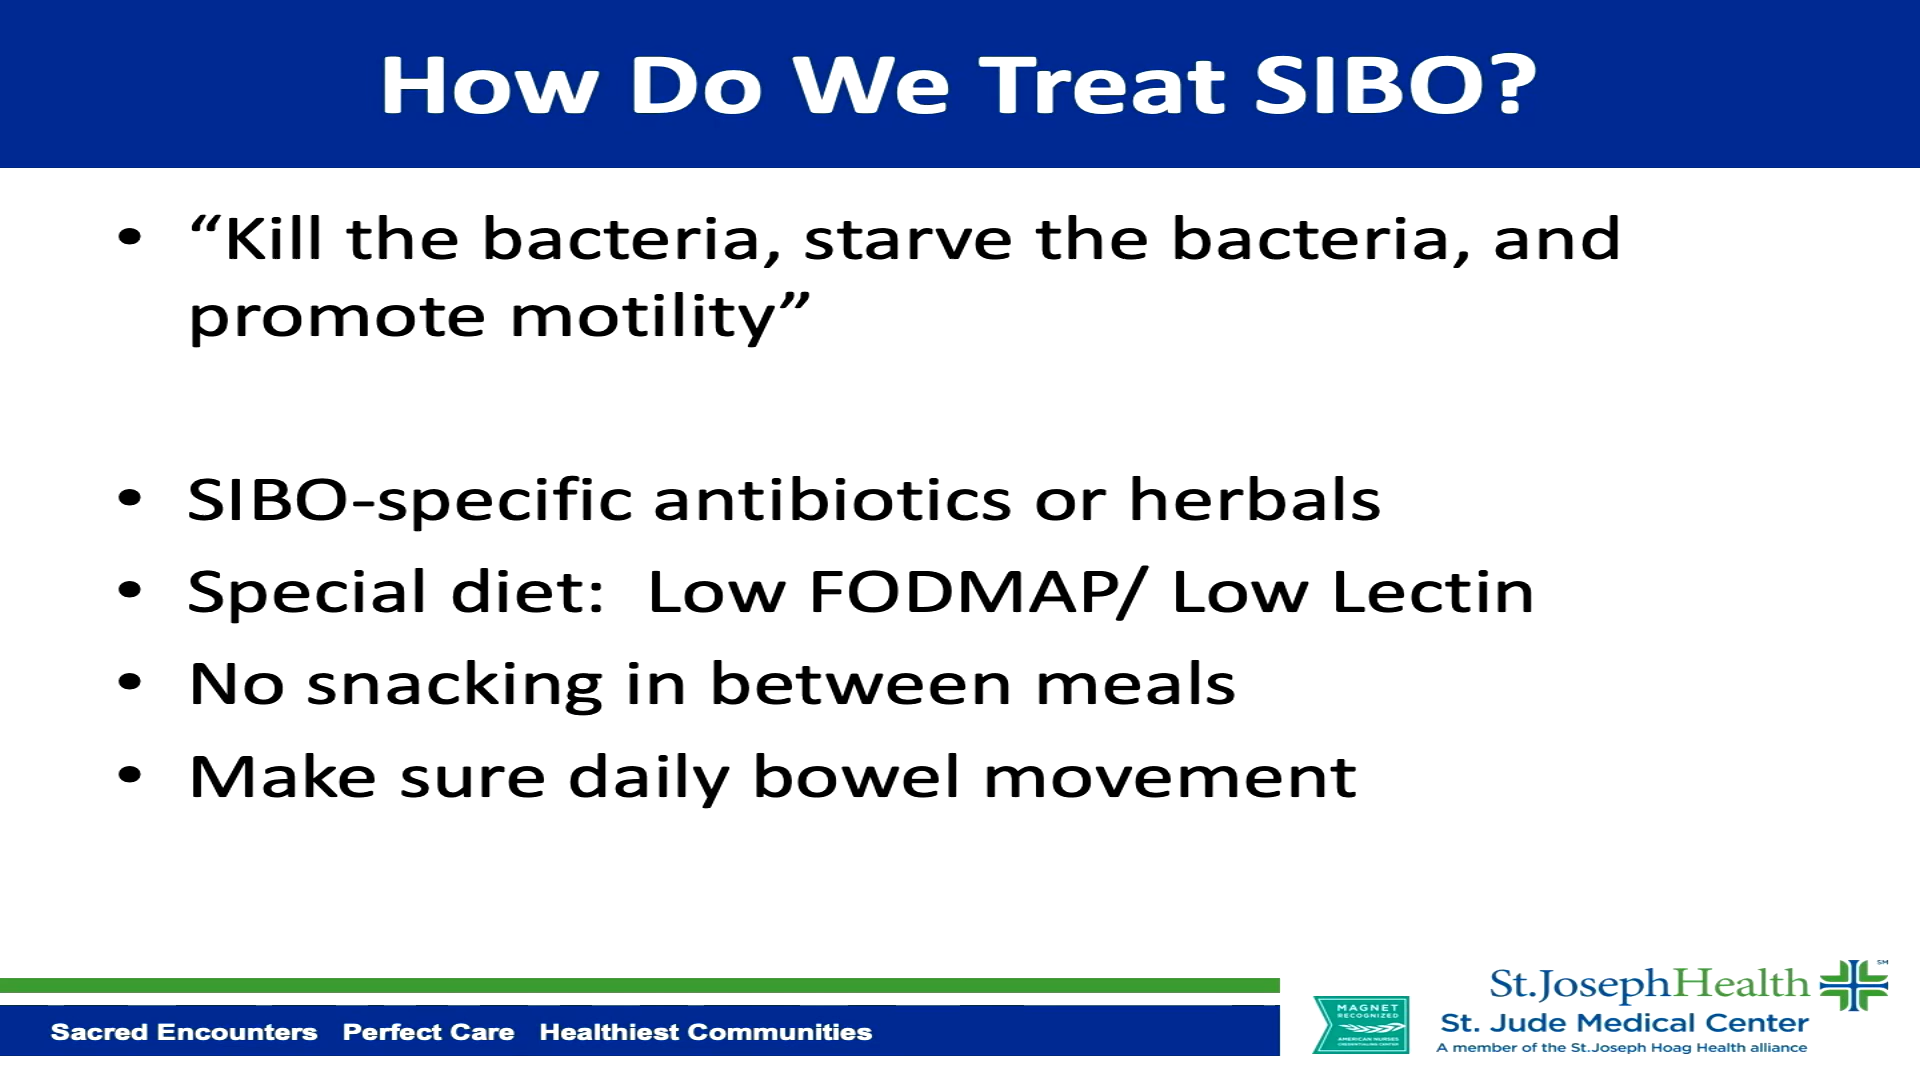 How Do We Treat SIBO?
• “Kill the bacteria, starve the bacteria, and
promote motility”
• SIBO-specific antibiotics or herbals
• Special diet:  Low FODMAP/ Low Lectin
• No snacking in between meals
• Make sure daily bowel movement
Sacred Encounters   Perfect Care   Healthiest Communities
MAGNET
RECOGNIZED
AMERICAN NURSES
CREDENTIALING CENTER
St.JosephHealth SM
St. Jude Medical Center
A member of the St.Joseph Hoag Health alliance